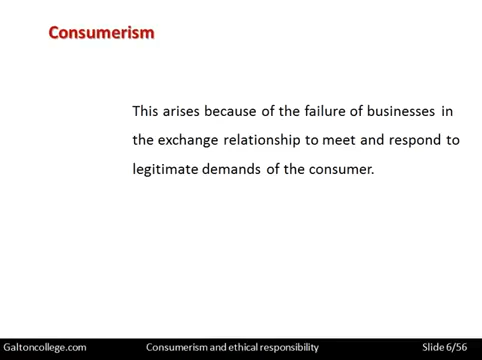 Consumerism
This arises because of the failure of businesses in
the exchange relationship to meet and respond to
legitimate demands of the consumer.
Galtoncollege.com Consumerism and ethical responsibility Slide 6/56